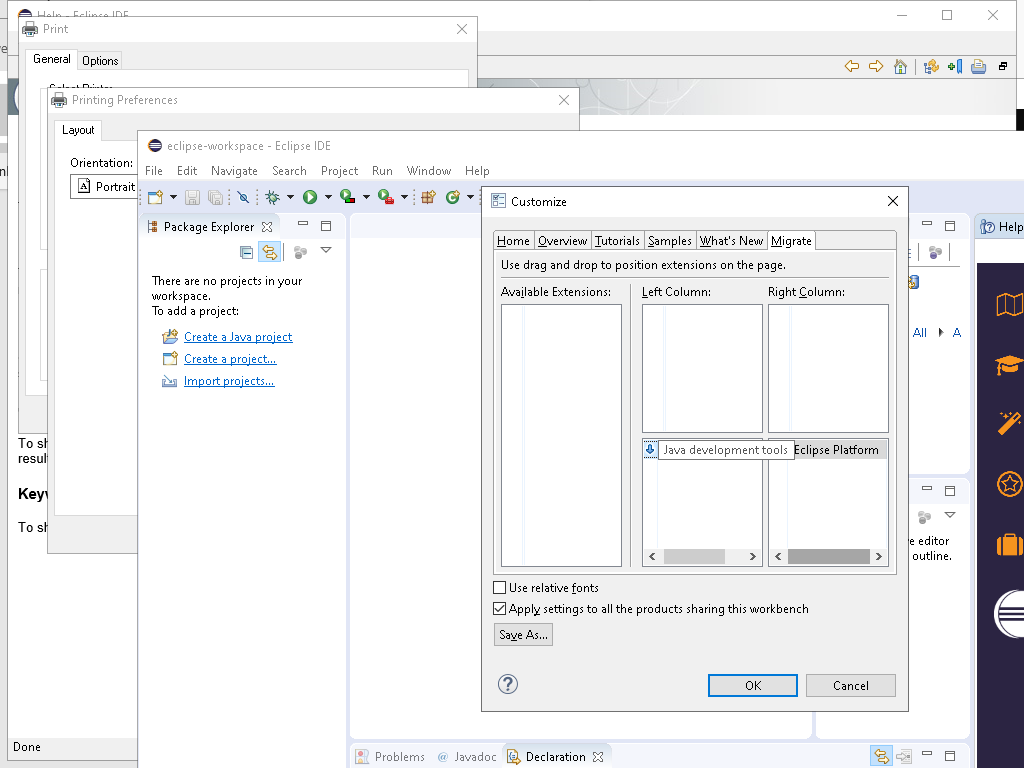 Help - Eclipse IDE
Print
General
Options
Printing Preferences
Layout
Orientation:
Portrait
To sh
resul
Keyw
To sh
Done
eclipse-workspace - Eclipse IDE
File Edit Navigate Search Project Run Window Help
Package Explorer
There are no projects in your
workspace.
To add a project:
Create a Java project
Create a project...
Import projects...
Customize
Home
Overview
Tutorials
Samples
What's New
Migrate
Use drag and drop to position extensions on the page.
Available Extensions:
Left Column:
Right Column:
Java development tools
Eclipse Platform
Use relative fonts
Apply settings to all the products sharing this workbench
Save As...
OK
Cancel
Help
All
A
e editor
outline.
Problems
Javadoc
Declaration